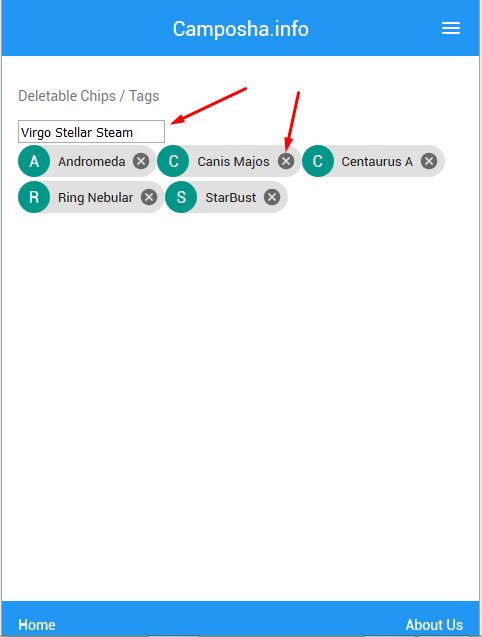 Camposha.info
Deletable Chips / Tags
Virgo Stellar Steam
A Andromeda C Canis Majos C Centaurus A
R Ring Nebular S StarBust
Home About Us